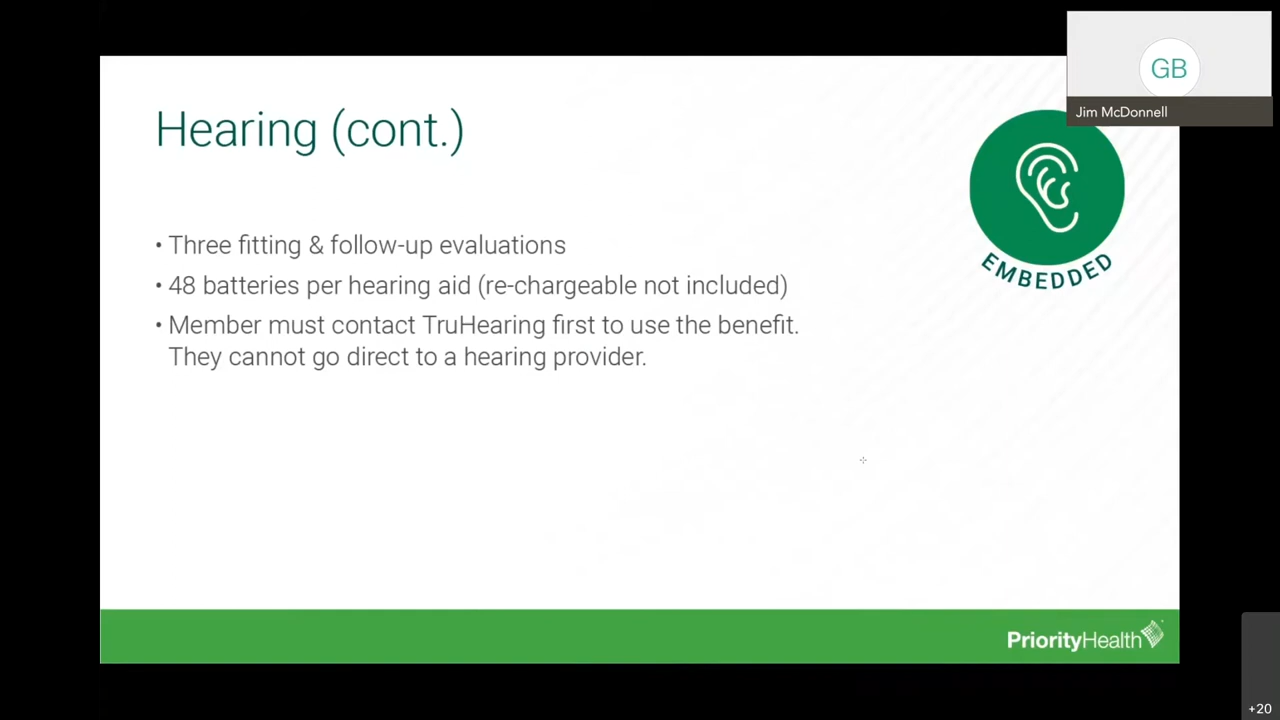 GB
Jim McDonnell
Hearing (cont.)
EMBEDDED
• Three fitting & follow-up evaluations
• 48 batteries per hearing aid (re-chargeable not included)
• Member must contact TruHearing first to use the benefit.
They cannot go direct to a hearing provider.
PriorityHealth
+20